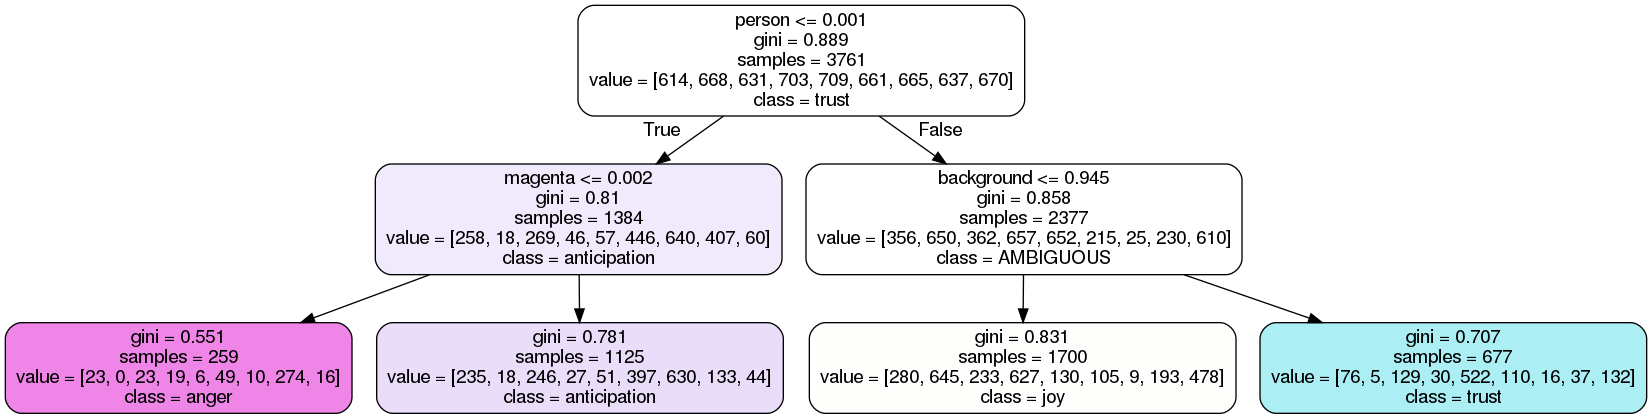 person <= 0.001
gini = 0.889
samples = 3761
value = [614, 668, 631, 703, 709, 661, 665, 637, 670]
class = trust
True
False
magenta <= 0.002
gini = 0.81
samples = 1384
value = [258, 18, 269, 46, 57, 446, 640, 407, 60]
class = anticipation
background <= 0.945
gini = 0.858
samples = 2377
value = [356, 650, 362, 657, 652, 215, 25, 230, 610]
class = AMBIGUOUS
gini = 0.551
samples = 259
value = [23, 0, 23, 19, 6, 49, 10, 274, 16]
class = anger
gini = 0.781
samples = 1125
value = [235, 18, 246, 27, 51, 397, 630, 133, 44]
class = anticipation
gini = 0.831
samples = 1700
value = [280, 645, 233, 627, 130, 105, 9, 193, 478]
class = joy
gini = 0.707
samples = 677
value = [76, 5, 129, 30, 522, 110, 16, 37, 132]
class = trust